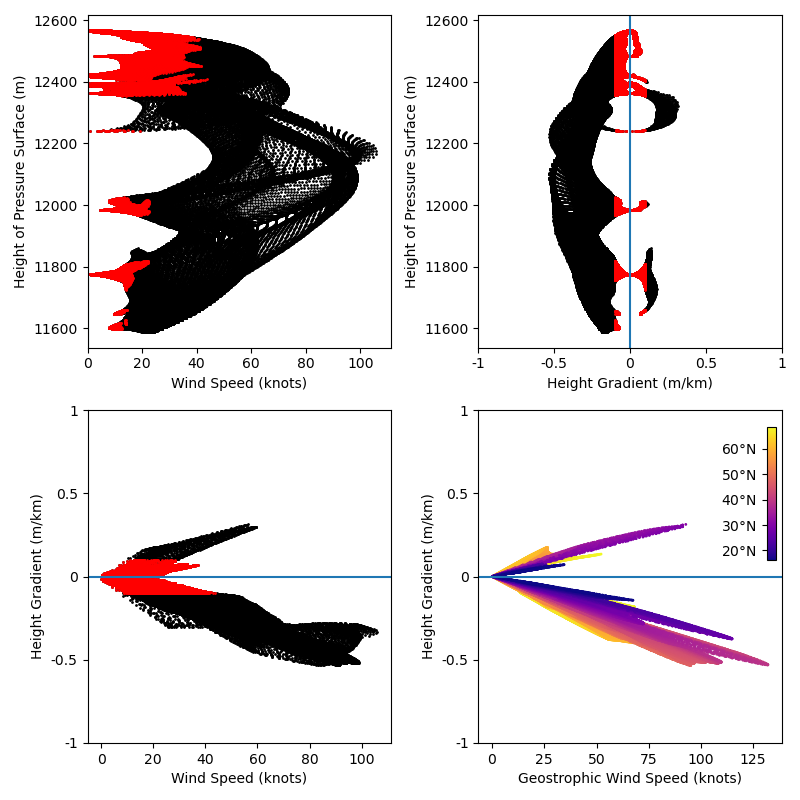 12600
12400
12200
12000
11800
11600
Height of Pressure Surface (m)
0 20 40 60 80 100
Wind Speed (knots)
12600
12400
12200
12000
11800
11600
Height of Pressure Surface (m)
-1 -0.5 0 0.5 1
Height Gradient (m/km)
1
0.5
0
-0.5
-1
Height Gradient (m/km)
0 20 40 60 80 100
Wind Speed (knots)
1
0.5
0
-0.5
-1
Height Gradient (m/km)
60°N
50°N
40°N
30°N
20°N
0 25 50 75 100 125
Geostrophic Wind Speed (knots)